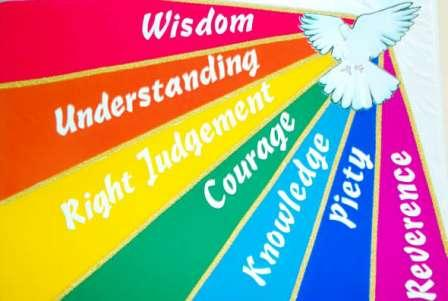 Wisdom
Understanding
Right Judgement
Courage
Knowledge
Piety
Reverence